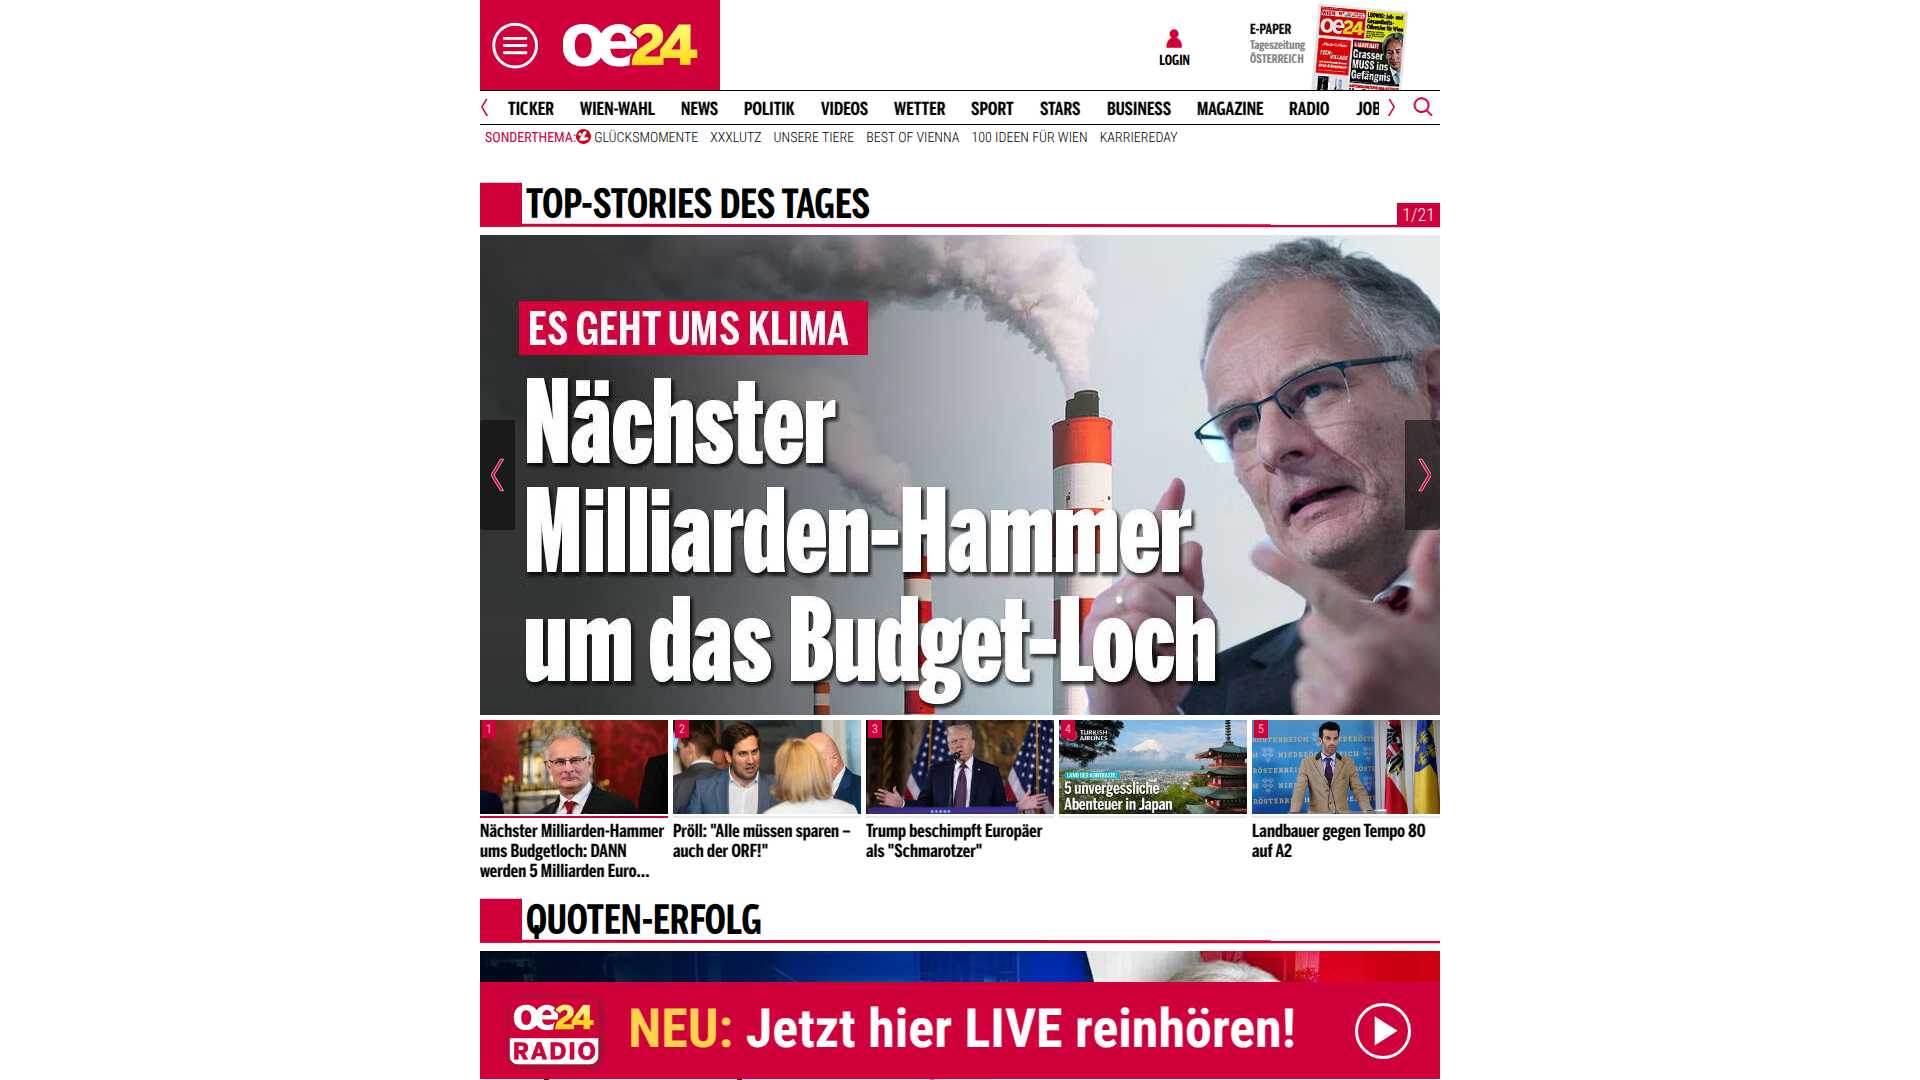 oe24
LOGIN
E-PAPER
Tageszeitung
ÖSTERREICH
oe24
Grasser
MUSS ins
Gefängnis
TICKER WIEN-WAHL NEWS POLITIK VIDEOS WETTER SPORT STARS BUSINESS MAGAZINE RADIO JOB
SONDERTHEMA: GLÜCKSMOMENTE XXXLUTZ UNSERE TIERE BEST OF VIENNA 100 IDEEN FÜR WIEN KARRIEREDAY
TOP-STORIES DES TAGES
1/21
ES GEHT UMS KLIMA
Nächster
Milliarden-Hammer
um das Budget-Loch
1
2
3
4
5
TURKISH
AIRLINES
LAND DER KONTRASTE
5 unvergessliche
Abenteuer in Japan
Nächster Milliarden-Hammer
ums Budgetloch: DANN
werden 5 Milliarden Euro...
Pröll: "Alle müssen sparen –
auch der ORF!"
Trump beschimpft Europäer
als "Schmarotzer"
Landbauer gegen Tempo 80
auf A2
QUOTEN-ERFOLG
oe24
RADIO
NEU: Jetzt hier LIVE reinhören!